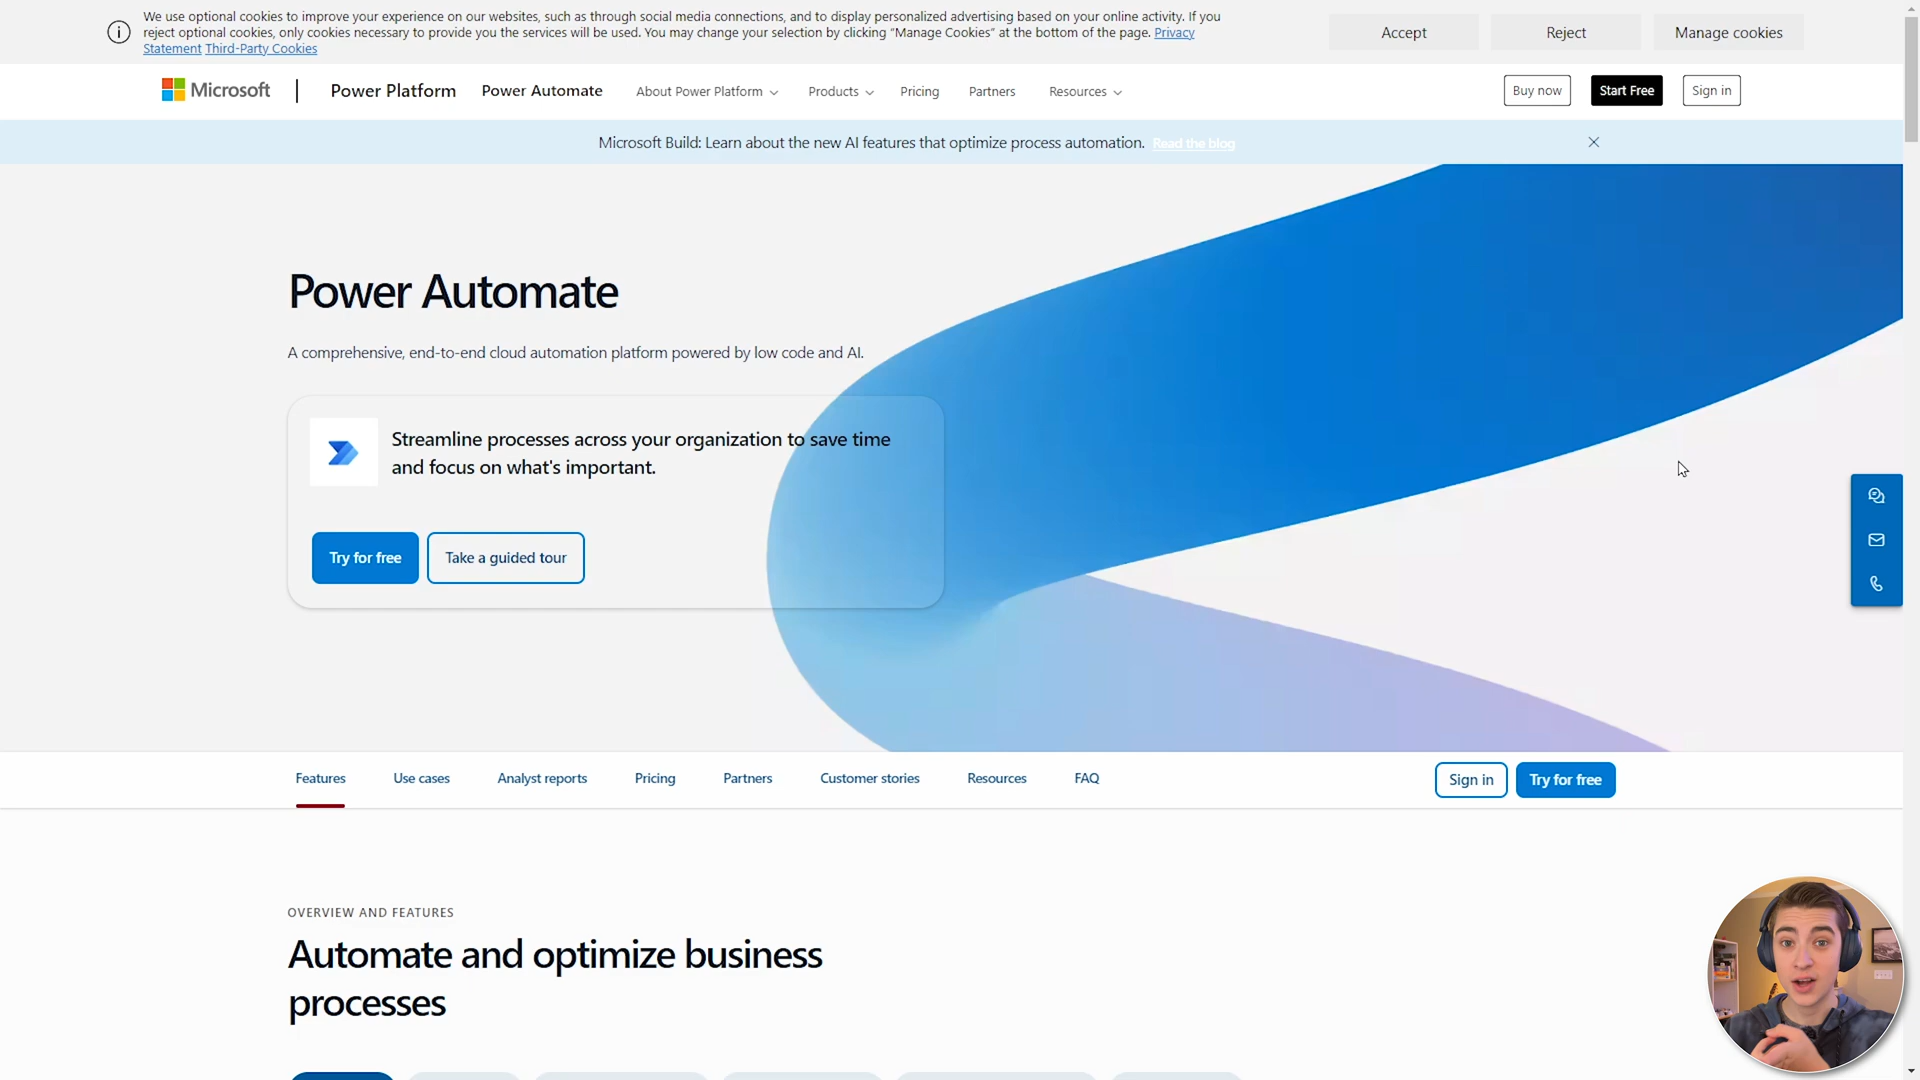 We use optional cookies to improve your experience on our websites, such as through social media connections, and to display personalized advertising based on your online activity. If you
reject optional cookies, only cookies necessary to provide you the services will be used. You may change your selection by clicking “Manage Cookies” at the bottom of the page. Privacy
Statement Third-Party Cookies
Accept
Reject
Manage cookies
Microsoft
Power Platform
Power Automate
About Power Platform
Products
Pricing
Partners
Resources
Buy now
Start Free
Sign in
Microsoft Build: Learn about the new AI features that optimize process automation. Read the blog
Power Automate
A comprehensive, end-to-end cloud automation platform powered by low code and AI.
Streamline processes across your organization to save time
and focus on what's important.
Try for free
Take a guided tour
Features
Use cases
Analyst reports
Pricing
Partners
Customer stories
Resources
FAQ
Sign in
Try for free
OVERVIEW AND FEATURES
Automate and optimize business
processes